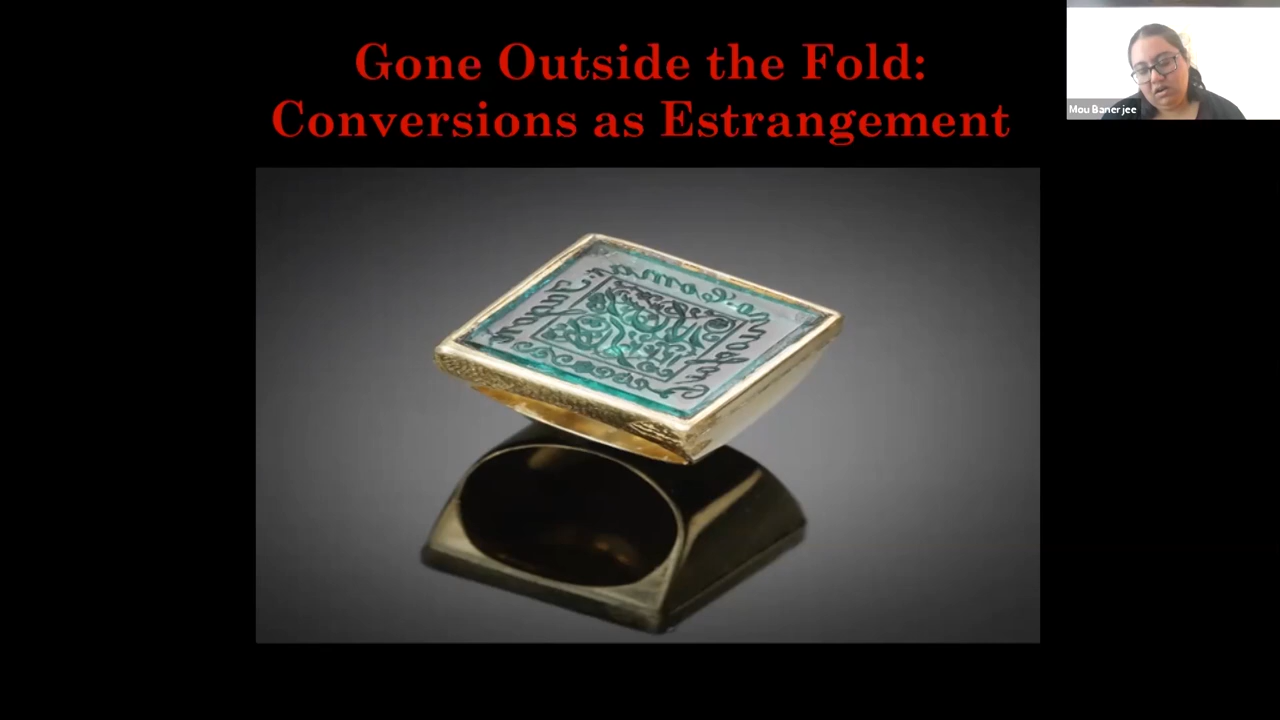 Gone Outside the Fold:
Conversions as Estrangement
Mou Banerjee